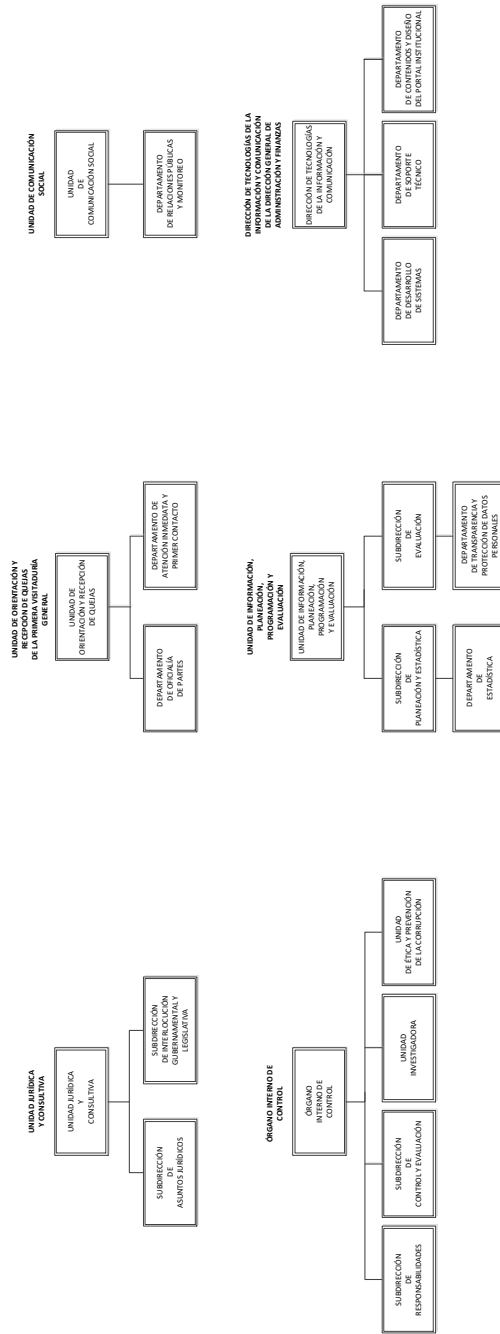 UNIDAD JURÍDICA
Y CONSULTIVA
UNIDAD JURÍDICA
Y
CONSULTIVA
SUBDIRECCIÓN
DE
ASUNTOS JURÍDICOS
SUBDIRECCIÓN
DE INTERLOCUCIÓN
GUBERNAMENTAL Y
LEGISLATIVA
UNIDAD DE ORIENTACIÓN Y
RECEPCIÓN DE QUEJAS
DE LA PRIMERA VISITADURÍA
GENERAL
UNIDAD DE
ORIENTACIÓN Y RECEPCIÓN
DE QUEJAS
DEPARTAMENTO
DE OFICIALÍA
DE PARTES
DEPARTAMENTO DE
ATENCIÓN INMEDIATA Y
PRIMER CONTACTO
UNIDAD DE COMUNICACIÓN
SOCIAL
UNIDAD
DE
COMUNICACIÓN SOCIAL
DEPARTAMENTO
DE RELACIONES PÚBLICAS
Y MONITOREO
ÓRGANO INTERNO DE
CONTROL
ÓRGANO
INTERNO DE
CONTROL
SUBDIRECCIÓN
DE
RESPONSABILIDADES
SUBDIRECCIÓN
DE
CONTROL Y EVALUACIÓN
UNIDAD
INVESTIGADORA
UNIDAD
DE ÉTICA Y PREVENCIÓN
DE LA CORRUPCIÓN
UNIDAD DE INFORMACIÓN,
PLANEACIÓN,
PROGRAMACIÓN Y
EVALUACIÓN
UNIDAD DE INFORMACIÓN,
PLANEACIÓN,
PROGRAMACIÓN
Y EVALUACIÓN
SUBDIRECCIÓN
DE
PLANEACIÓN Y ESTADÍSTICA
SUBDIRECCIÓN
DE
EVALUACIÓN
DEPARTAMENTO
DE
ESTADÍSTICA
DEPARTAMENTO
DE TRANSPARENCIA Y
PROTECCIÓN DE DATOS
PERSONALES
DIRECCIÓN DE TECNOLOGÍAS DE LA
INFORMACIÓN Y COMUNICACIÓN
DE LA DIRECCIÓN GENERAL DE
ADMINISTRACIÓN Y FINANZAS
DIRECCIÓN DE TECNOLOGÍAS
DE LA INFORMACIÓN Y
COMUNICACIÓN
DEPARTAMENTO
DE DESARROLLO
DE SISTEMAS
DEPARTAMENTO
DE SOPORTE
TÉCNICO
DEPARTAMENTO
DE CONTENIDOS Y DISEÑO
DEL PORTAL INSTITUCIONAL